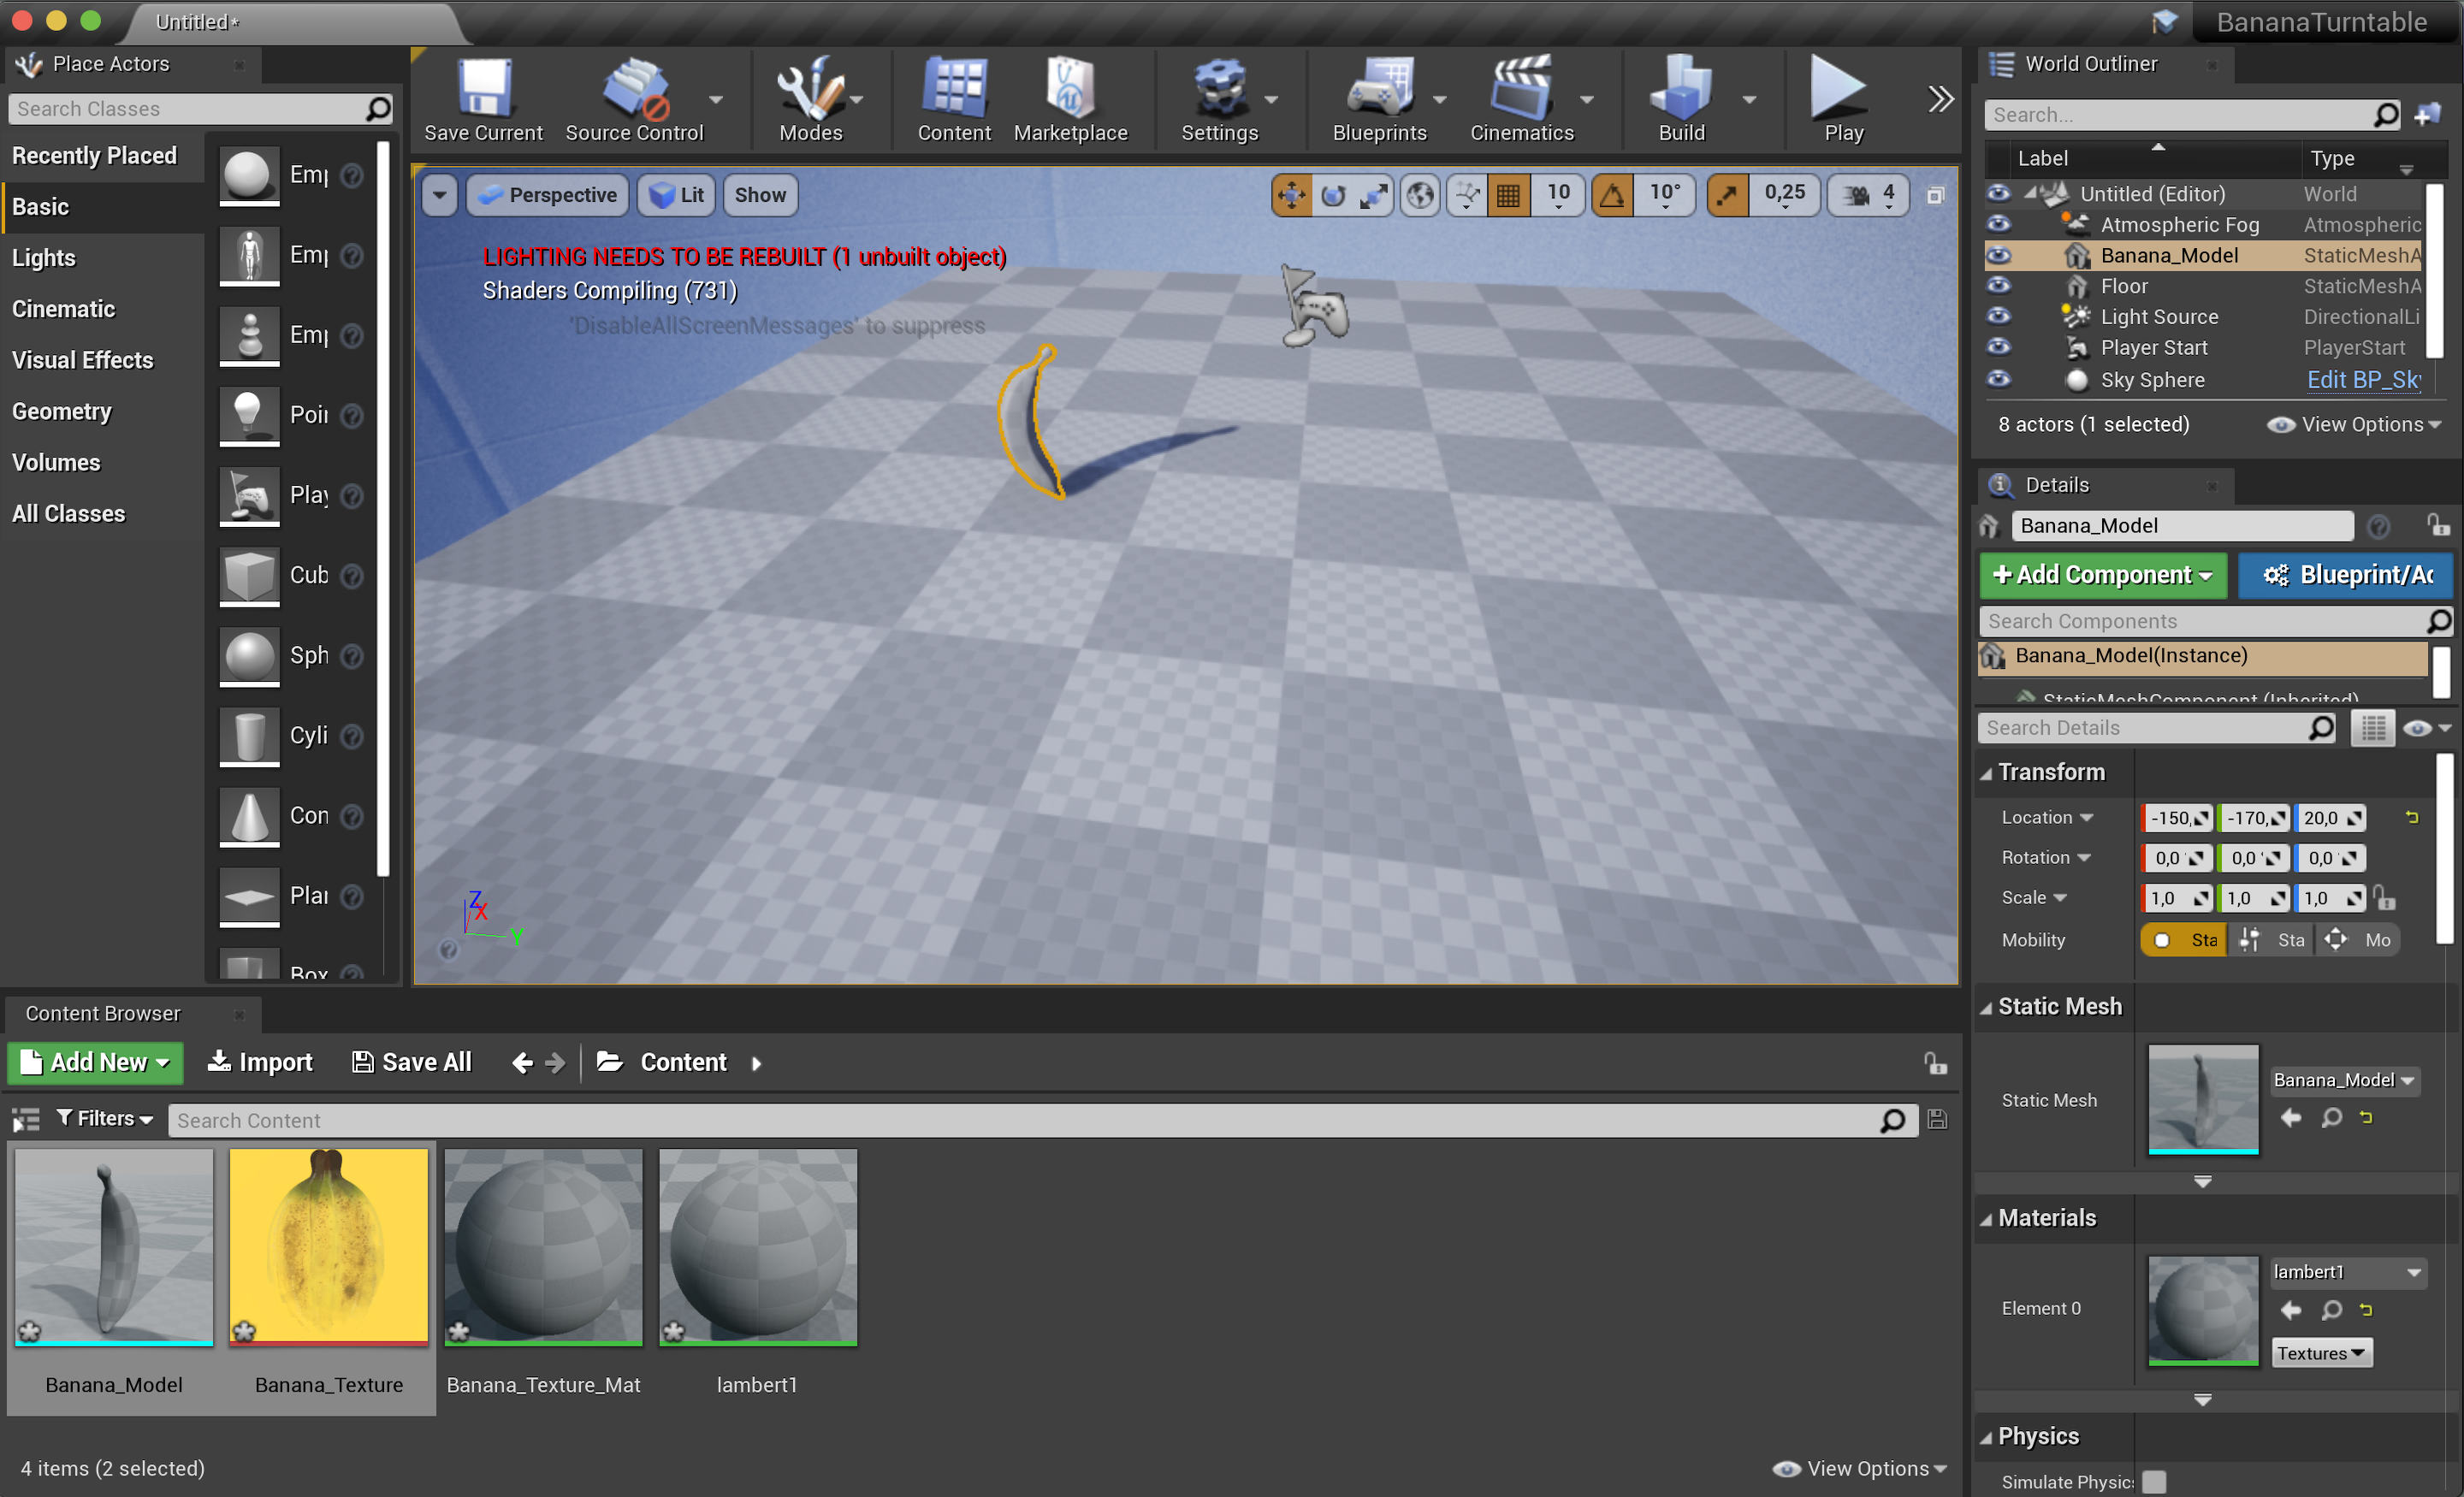 Untitled*
BananaTurntable
Place Actors
Search Classes
Recently Placed
Basic
Lights
Cinematic
Visual Effects
Geometry
Volumes
All Classes
Emp
Emp
Emp
Poin
Play
Cub
Sph
Cyli
Con
Plan
Box
Save Current
Source Control
Modes
Content
Marketplace
Settings
Blueprints
Cinematics
Build
Play
Perspective
Lit
Show
10
10°
0,25
4
LIGHTING NEEDS TO BE REBUILT (1 unbuilt object)
Shaders Compiling (731)
'DisableAllScreenMessages' to suppress
Z
X
Y
World Outliner
Search...
Label Type
Untitled (Editor) World
Atmospheric Fog Atmospheric
Banana_Model StaticMeshA
Floor StaticMeshA
Light Source DirectionalLi
Player Start PlayerStart
Sky Sphere Edit BP_Sky
8 actors (1 selected) View Options
Details
Banana_Model
+ Add Component Blueprint/Ad
Search Components
Banana_Model(Instance)
StaticMeshComponent (Inherited)
Search Details
Transform
Location -150, -170, 20,0
Rotation 0,0 ° 0,0 ° 0,0 °
Scale 1,0 1,0 1,0
Mobility Sta Sta Mo
Static Mesh
Static Mesh Banana_Model
Materials
Element 0 lambert1
Textures
Physics
Simulate Physics
Content Browser
Add New Import Save All Content
Filters Search Content
Banana_Model
Banana_Texture
Banana_Texture_Mat
lambert1
4 items (2 selected) View Options